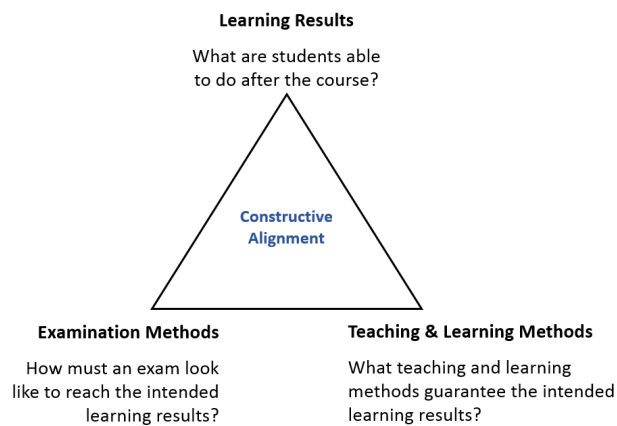 Learning Results
What are students able
to do after the course?
Constructive
Alignment
Examination Methods
How must an exam look
like to reach the intended
learning results?
Teaching & Learning Methods
What teaching and learning
methods guarantee the intended
learning results?